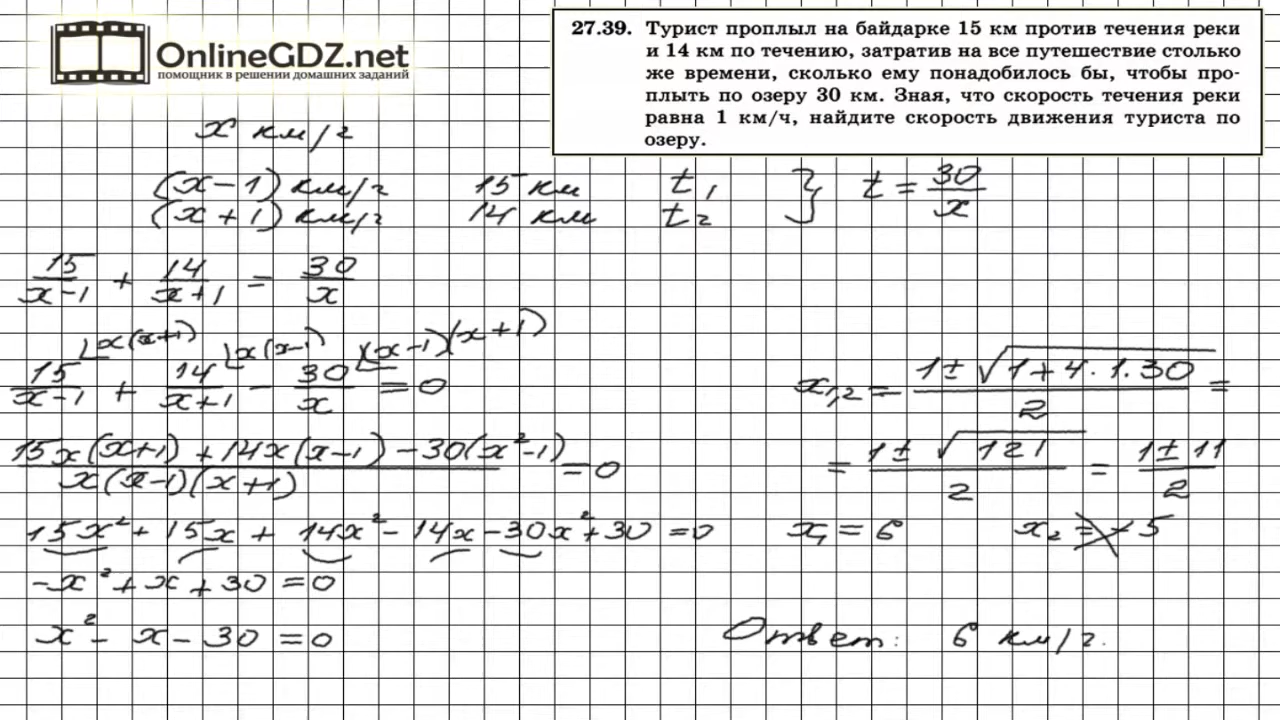 OnlineGDZ.net
помощник в решении домашних заданий
27.39. Турист проплыл на байдарке 15 км против течения реки
и 14 км по течению, затратив на все путешествие столько
же времени, сколько ему понадобилось бы, чтобы про-
плыть по озеру 30 км. Зная, что скорость течения реки
равна 1 км/ч, найдите скорость движения туриста по
озеру.
x км/ч
(x-1) км/ч 15 км t₁ } t = 30/x
(x+1) км/ч 14 км t₂
15/(x-1) + 14/(x+1) = 30/x
x(x+1) x(x-1) (x-1)(x+1)
15/(x-1) + 14/(x+1) - 30/x = 0
(15x(x+1) + 14x(x-1) - 30(x²-1))/(x(x-1)(x+1)) = 0
15x² + 15x + 14x² - 14x - 30x² + 30 = 0
-x² + x + 30 = 0
x² - x - 30 = 0
x₁,₂ = (1 ± √(1+4·1·30))/2 =
= (1 ± √121)/2 = (1 ± 11)/2
x₁ = 6 x₂ = -5
Ответ: 6 км/ч.